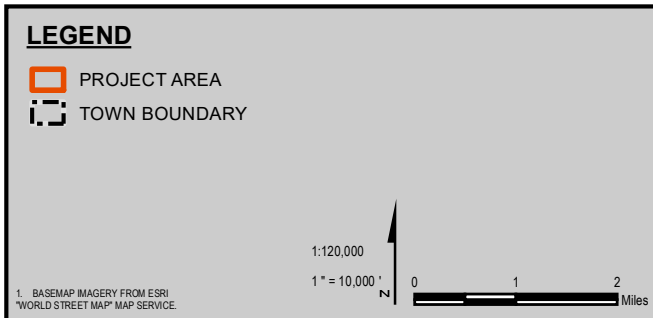 LEGEND
PROJECT AREA
TOWN BOUNDARY
1:120,000
1 " = 10,000 '
N
0 1 2
Miles
1. BASEMAP IMAGERY FROM ESRI
"WORLD STREET MAP" MAP SERVICE.